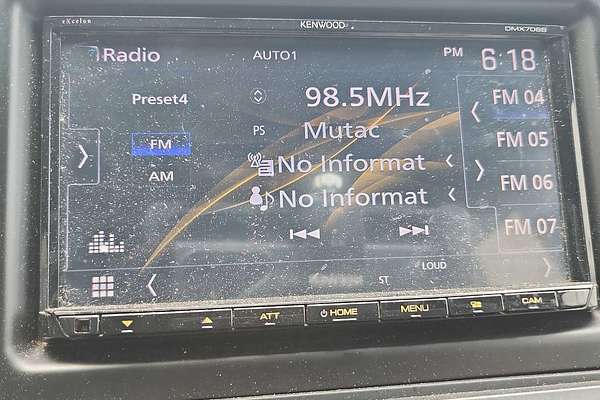 eXcelon KENWOOD DMX706S
Radio AUTO1 PM 6:18
Preset4 98.5MHz FM 04
FM PS Mutac FM 05
AM No Informat FM 06
No Informat FM 07
LOUD
ST
ATT HOME MENU CAM